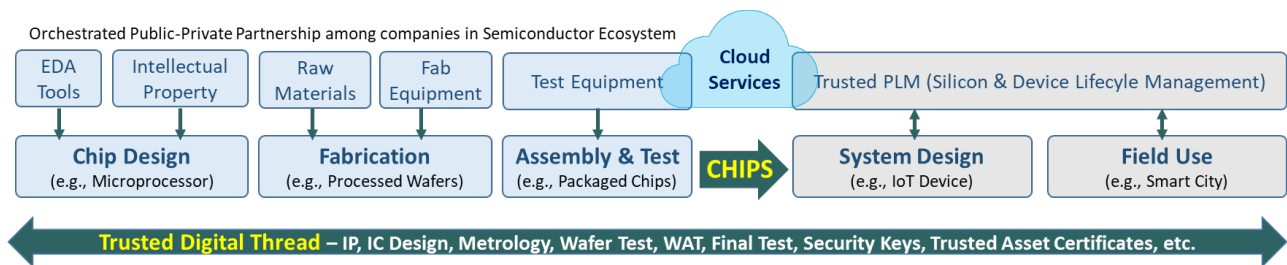 Orchestrated Public-Private Partnership among companies in Semiconductor Ecosystem
EDA
Tools
Intellectual
Property
Raw
Materials
Fab
Equipment
Test Equipment
Cloud
Services
Trusted PLM (Silicon & Device Lifecyle Management)
Chip Design
(e.g., Microprocessor)
Fabrication
(e.g., Processed Wafers)
Assembly & Test
(e.g., Packaged Chips)
CHIPS
System Design
(e.g., IoT Device)
Field Use
(e.g., Smart City)
Trusted Digital Thread – IP, IC Design, Metrology, Wafer Test, WAT, Final Test, Security Keys, Trusted Asset Certificates, etc.